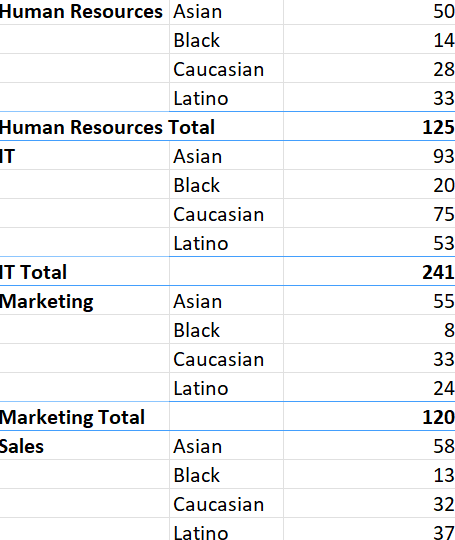 Human Resources Asian 50
Black 14
Caucasian 28
Latino 33
Human Resources Total 125
IT Asian 93
Black 20
Caucasian 75
Latino 53
IT Total 241
Marketing Asian 55
Black 8
Caucasian 33
Latino 24
Marketing Total 120
Sales Asian 58
Black 13
Caucasian 32
Latino 37